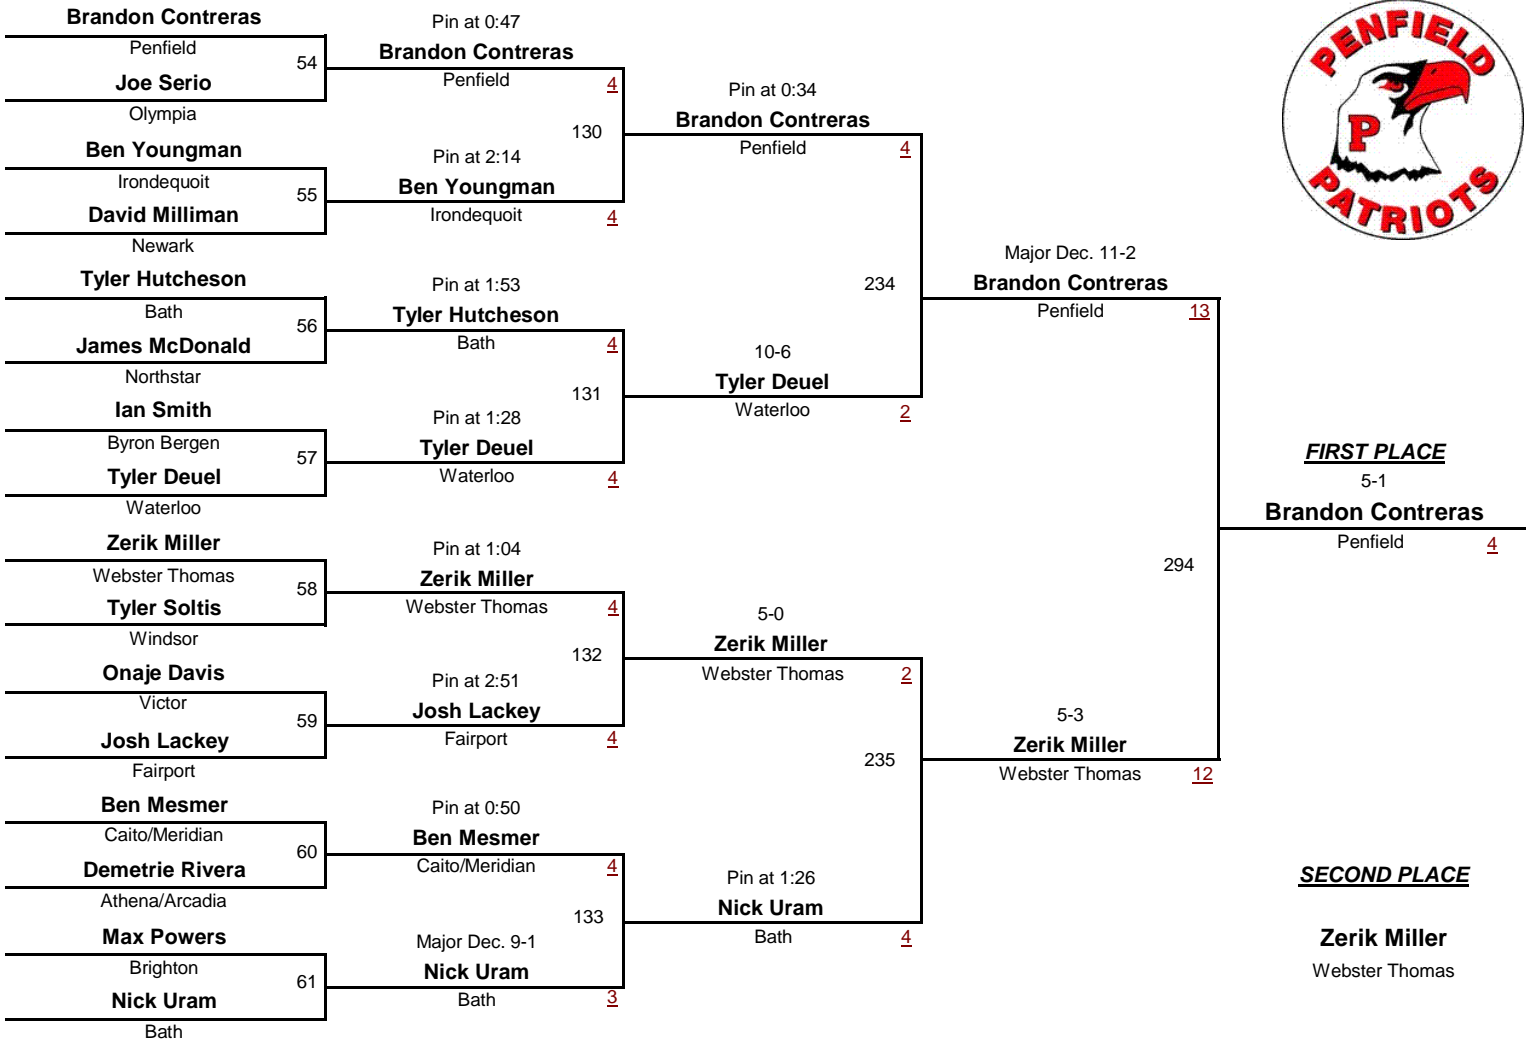 Brandon Contreras
Penfield
54
Joe Serio
Olympia
Ben Youngman
Irondequoit
55
David Milliman
Newark
Tyler Hutcheson
Bath
56
James McDonald
Northstar
Ian Smith
Byron Bergen
57
Tyler Deuel
Waterloo
Zerik Miller
Webster Thomas
58
Tyler Soltis
Windsor
Onaje Davis
Victor
59
Josh Lackey
Fairport
Ben Mesmer
Caito/Meridian
60
Demetrie Rivera
Athena/Arcadia
Max Powers
Brighton
61
Nick Uram
Bath
Pin at 0:47
Brandon Contreras
Penfield
4
130
Pin at 2:14
Ben Youngman
Irondequoit
4
Pin at 1:53
Tyler Hutcheson
Bath
4
131
Pin at 1:28
Tyler Deuel
Waterloo
4
Pin at 1:04
Zerik Miller
Webster Thomas
4
132
Pin at 2:51
Josh Lackey
Fairport
4
Pin at 0:50
Ben Mesmer
Caito/Meridian
4
133
Major Dec. 9-1
Nick Uram
Bath
3
Pin at 0:34
Brandon Contreras
Penfield
4
234
10-6
Tyler Deuel
Waterloo
2
5-0
Zerik Miller
Webster Thomas
2
235
Pin at 1:26
Nick Uram
Bath
4
Major Dec. 11-2
Brandon Contreras
Penfield
13
294
5-3
Zerik Miller
Webster Thomas
12
PENFIELD
P
PATRIOTS
FIRST PLACE
5-1
Brandon Contreras
Penfield
4
SECOND PLACE
Zerik Miller
Webster Thomas